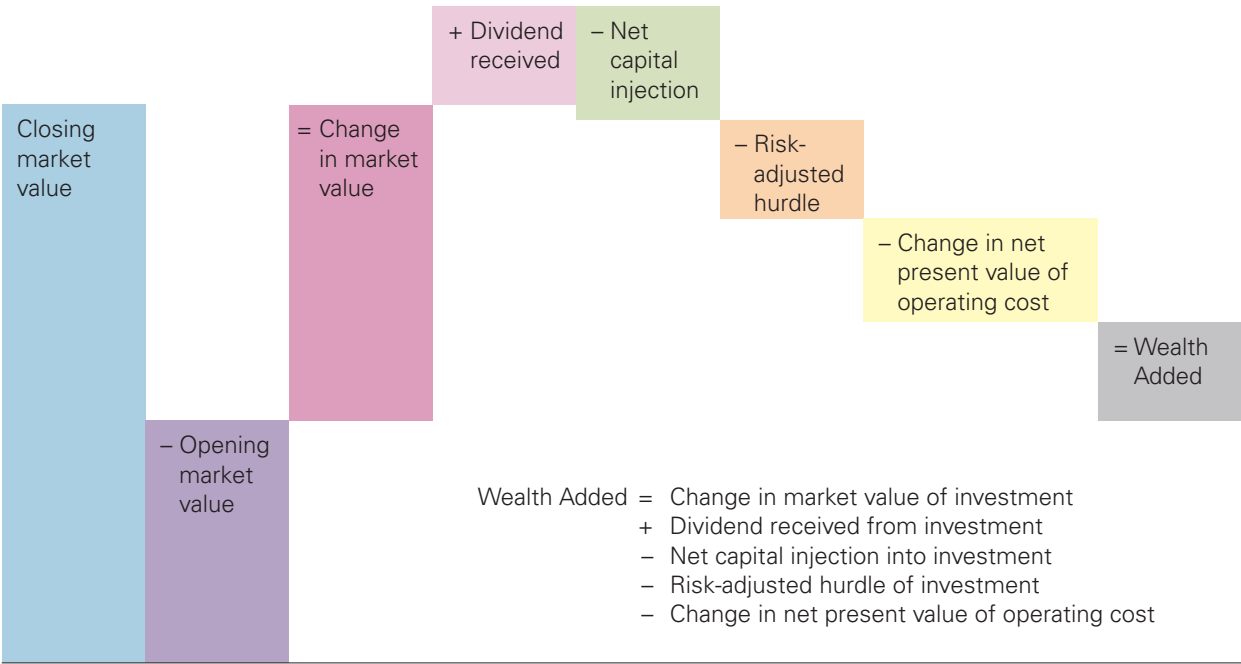 Closing
market
value
– Opening
market
value
= Change
in market
value
+ Dividend
received
– Net
capital
injection
– Risk-
adjusted
hurdle
– Change in net
present value of
operating cost
= Wealth
Added
Wealth Added = Change in market value of investment
+ Dividend received from investment
– Net capital injection into investment
– Risk-adjusted hurdle of investment
– Change in net present value of operating cost